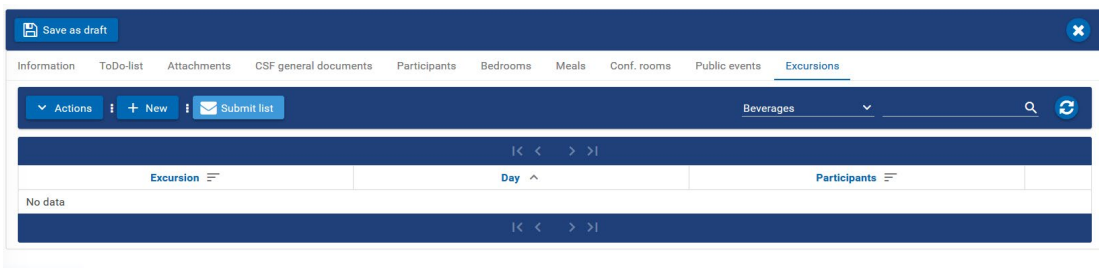 Save as draft
Information ToDo-list Attachments CSF general documents Participants Bedrooms Meals Conf. rooms Public events Excursions
Actions New Submit list Beverages
Excursion Day Participants
No data